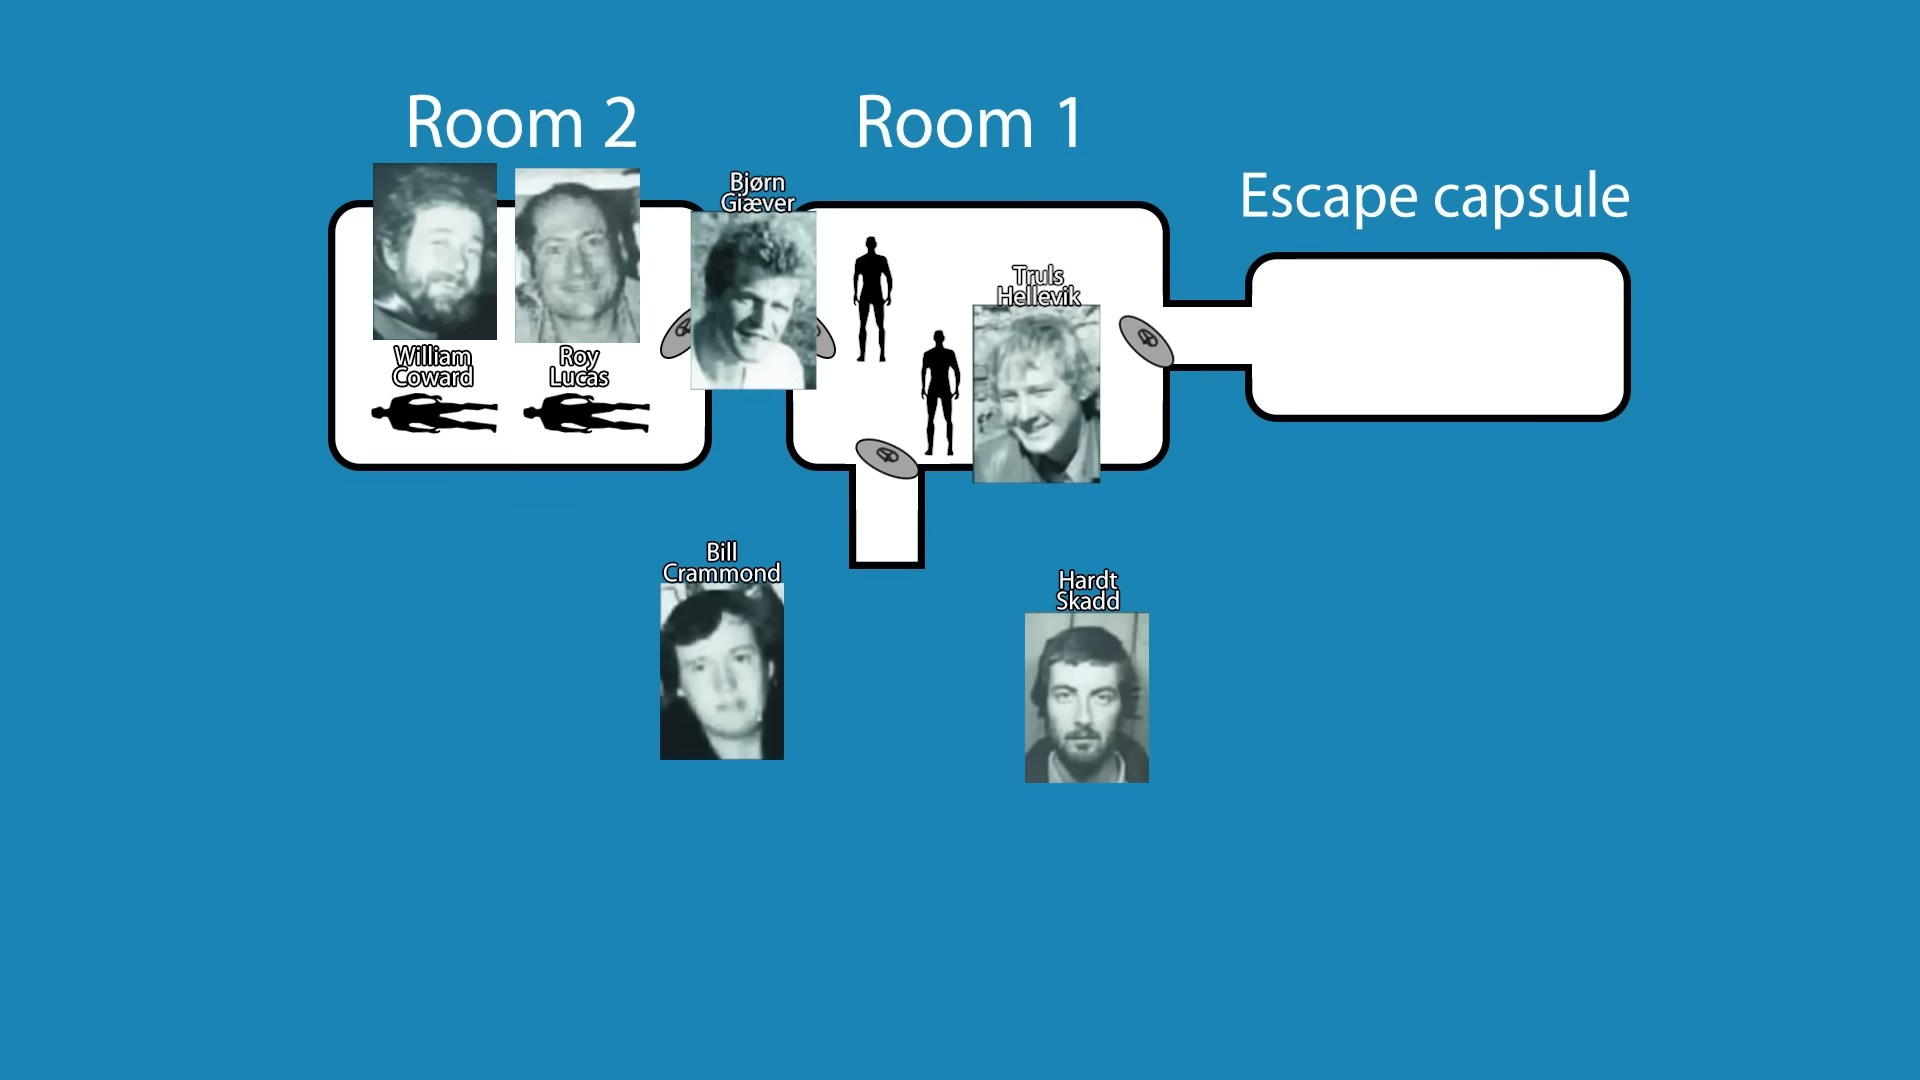 Room 2
Room 1
Escape capsule
Bjørn
Giæver
Truls
Hellevik
William
Coward
Roy
Lucas
Bill
Crammond
Hardt
Skadd